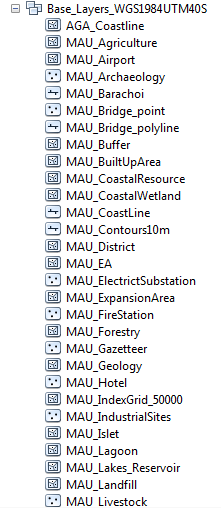 Base_Layers_WGS1984UTM40S
AGA_Coastline
MAU_Agriculture
MAU_Airport
MAU_Archaeology
MAU_Barachoi
MAU_Bridge_point
MAU_Bridge_polyline
MAU_Buffer
MAU_BuiltUpArea
MAU_CoastalResource
MAU_CoastalWetland
MAU_CoastLine
MAU_Contours10m
MAU_District
MAU_EA
MAU_ElectrictSubstation
MAU_ExpansionArea
MAU_FireStation
MAU_Forestry
MAU_Gazetteer
MAU_Geology
MAU_Hotel
MAU_IndexGrid_50000
MAU_IndustrialSites
MAU_Islet
MAU_Lagoon
MAU_Lakes_Reservoir
MAU_Landfill
MAU_Livestock